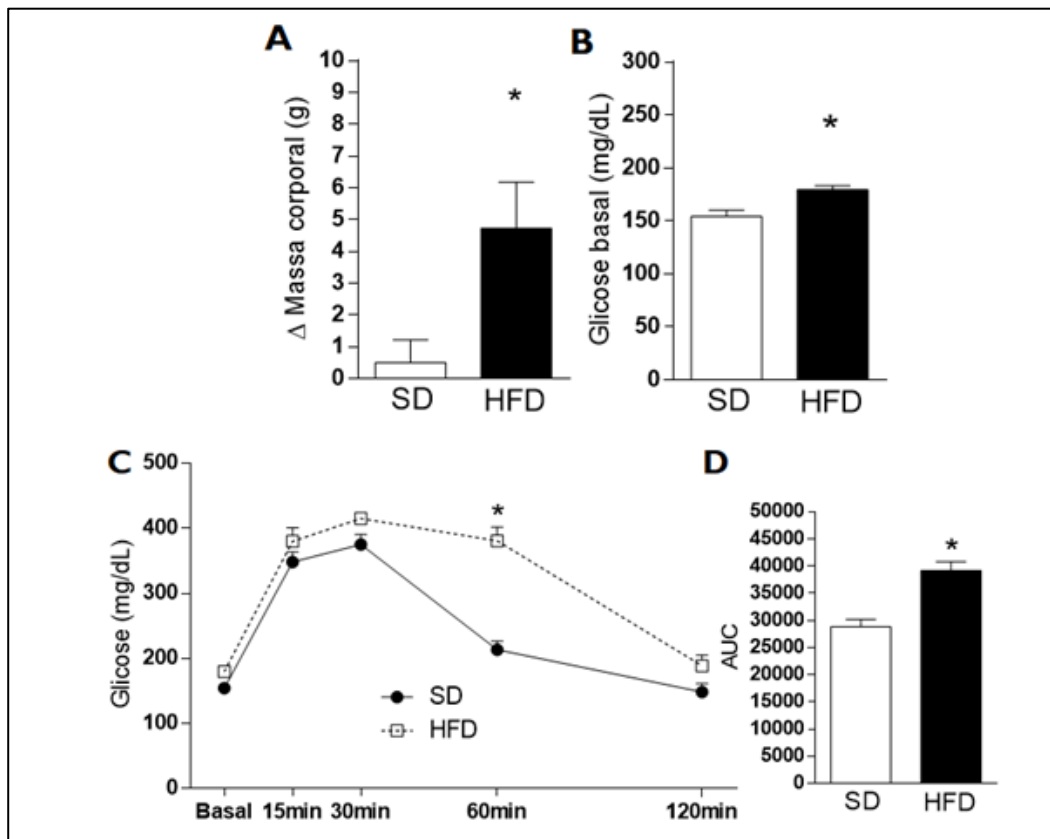 A
10
9
8
7
6
5
4
3
2
1
0
Δ Massa corporal (g)
*
SD HFD
B
300
250
200
150
100
50
0
Glicose basal (mg/dL)
*
SD HFD
C
500
400
300
200
100
0
Glicose (mg/dL)
*
SD
HFD
Basal 15min 30min 60min 120min
D
50000
45000
40000
35000
30000
25000
20000
15000
10000
5000
0
AUC
*
SD HFD